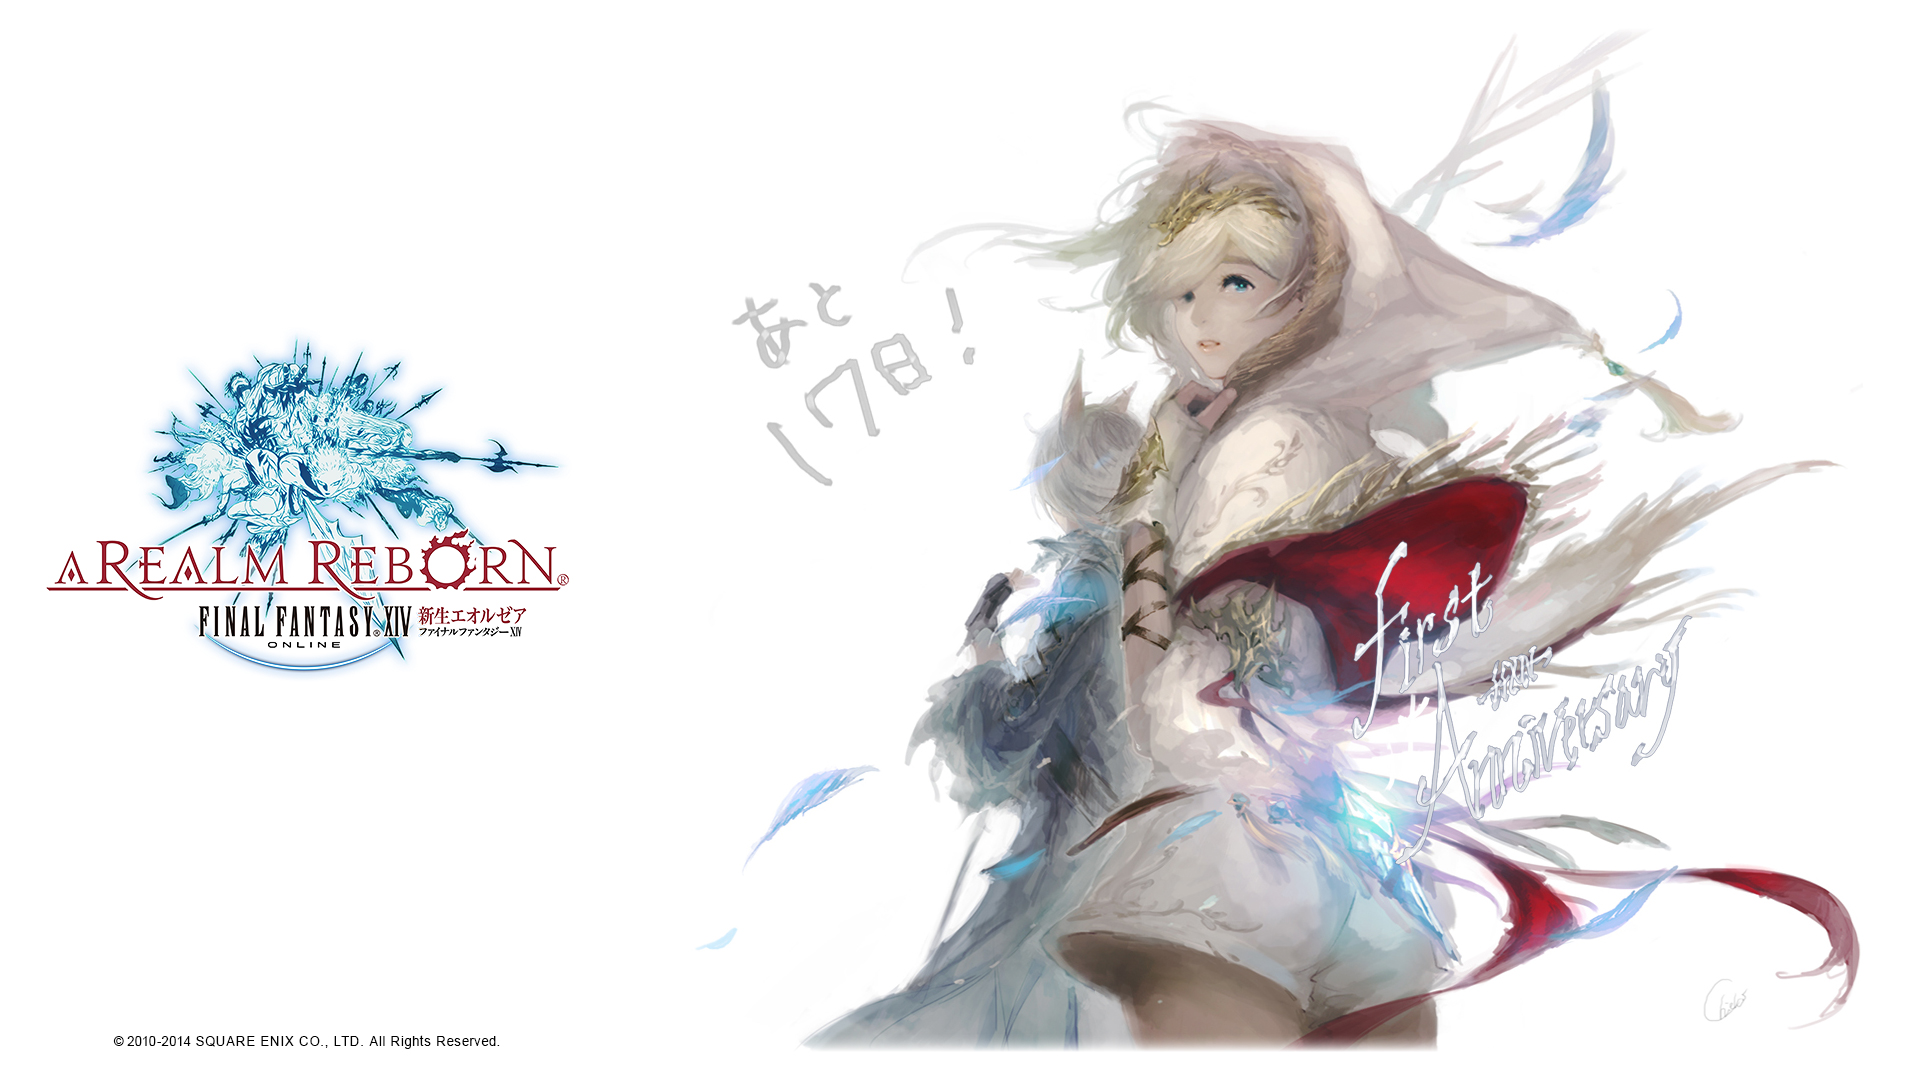 あと
17日！
A REALM REBORN®
FINAL FANTASY® XIV 新生エオルゼア
ONLINE ファイナルファンタジーXIV
First
Anniversary
© 2010-2014 SQUARE ENIX CO., LTD. All Rights Reserved.